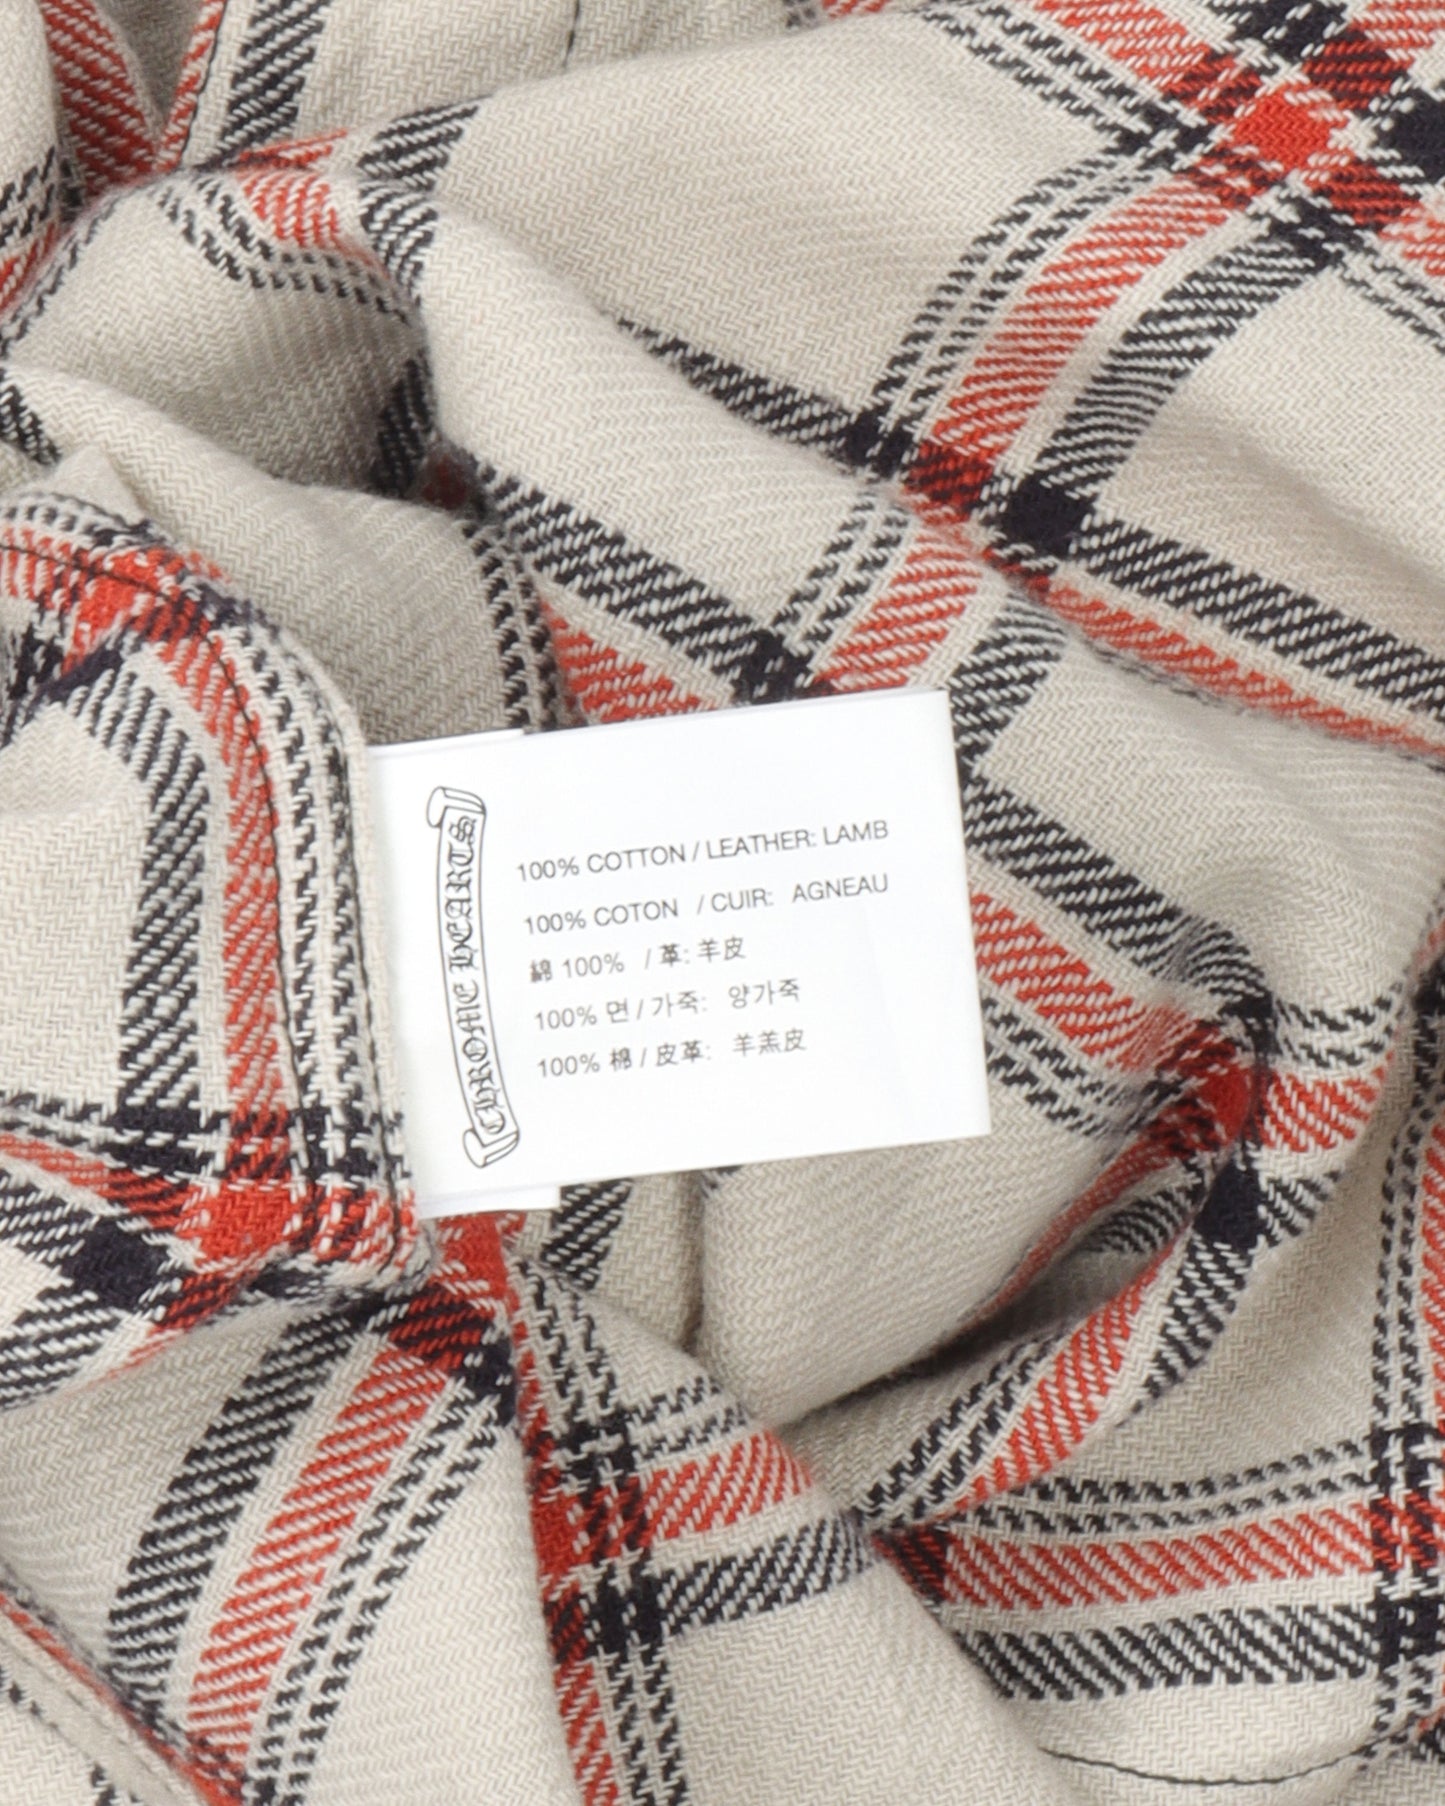 CHROME HEARTS
100% COTTON / LEATHER: LAMB
100% COTON / CUIR: AGNEAU
綿 100% / 革: 羊皮
100% 면 / 가죽: 양가죽
100% 棉 / 皮革: 羊羔皮